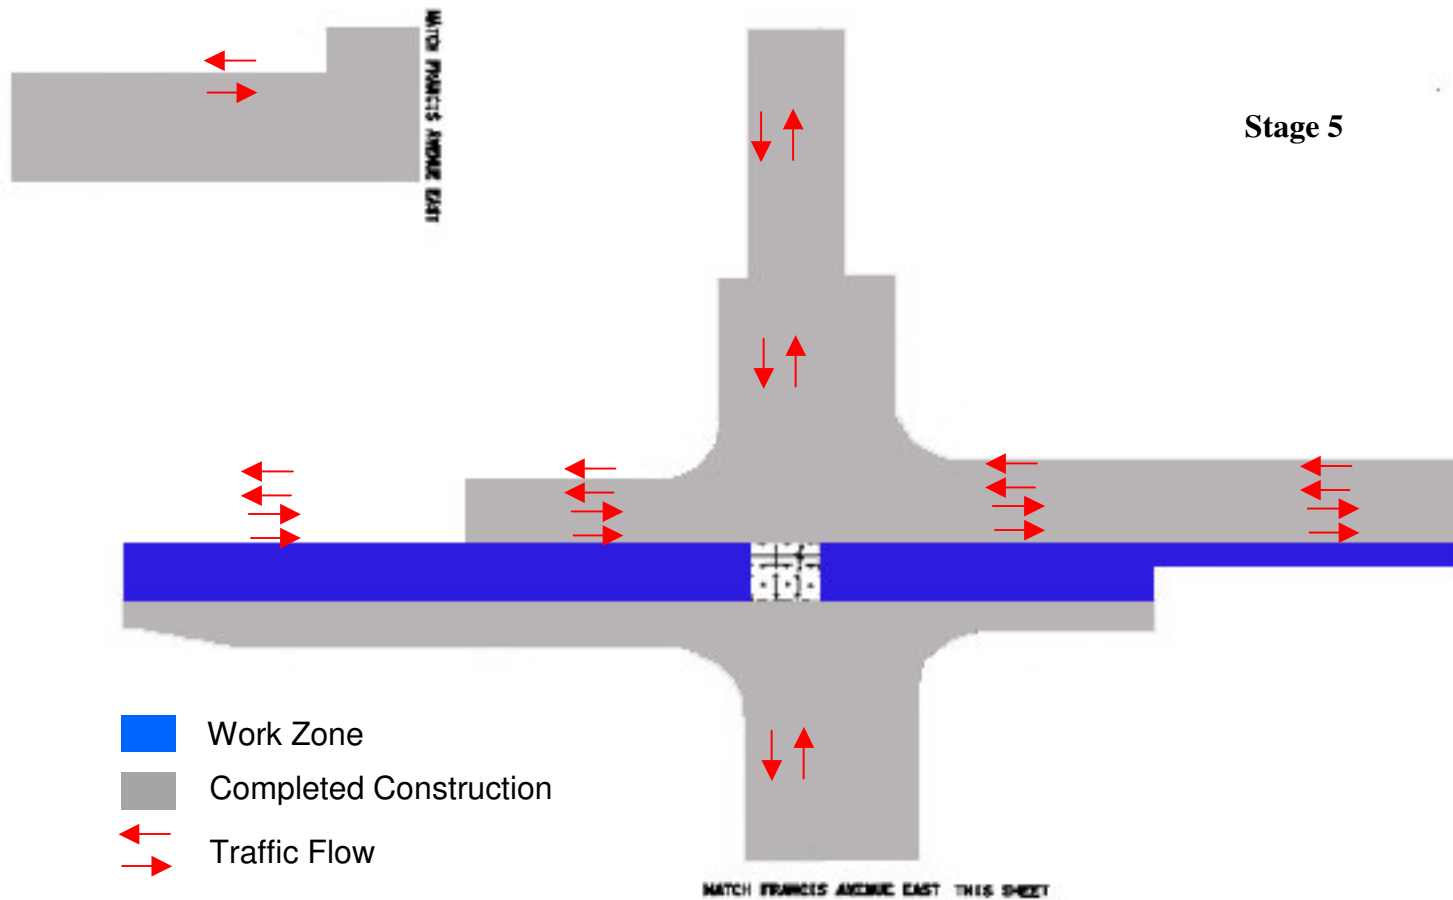 MATCH FRANCIS AVENUE EAST
Stage 5
Work Zone
Completed Construction
Traffic Flow
MATCH FRANCIS AVENUE EAST THIS SHEET